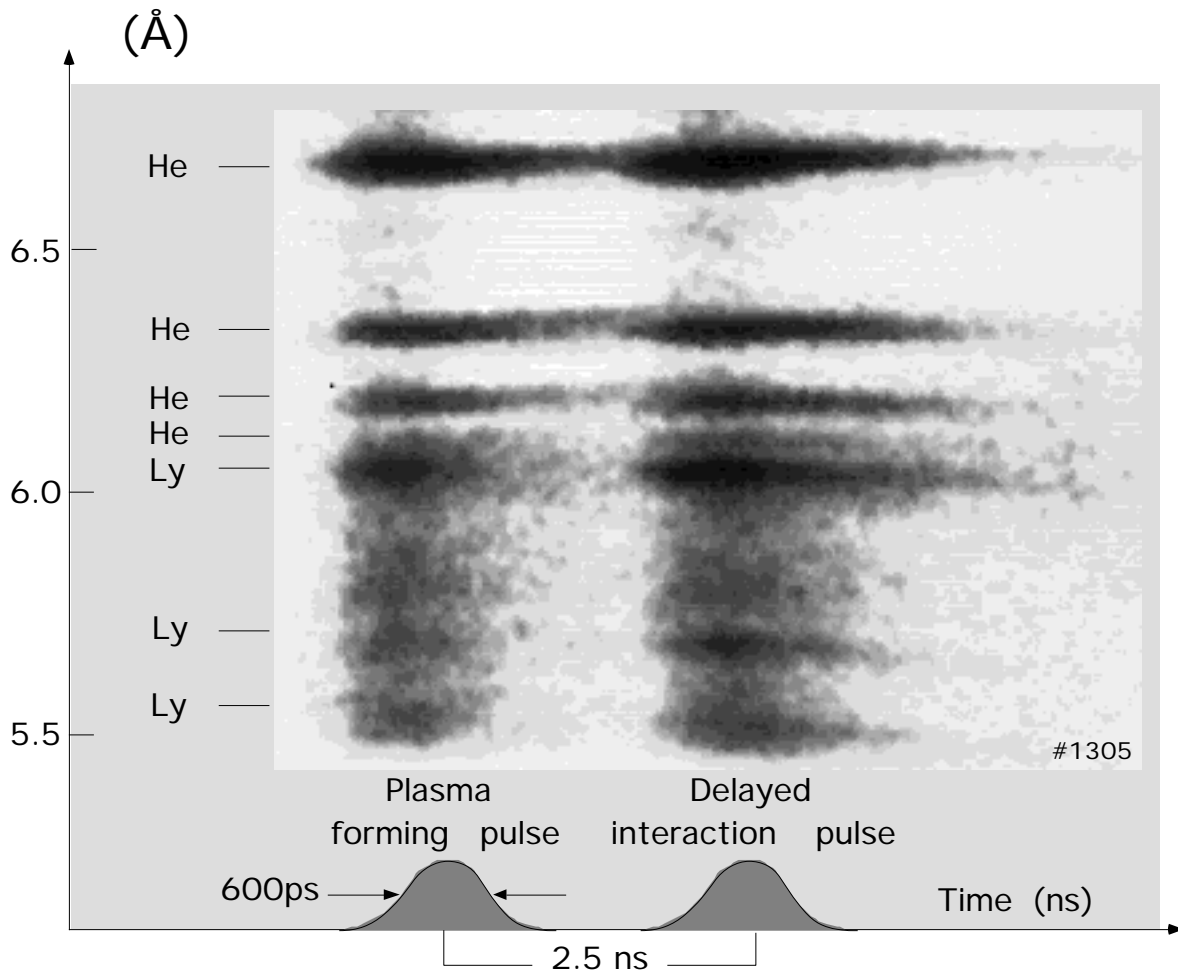 (Å)
He
6.5
He
He
He
Ly
6.0
Ly
Ly
5.5
#1305
Plasma Delayed
forming pulse interaction pulse
600ps
Time (ns)
2.5 ns